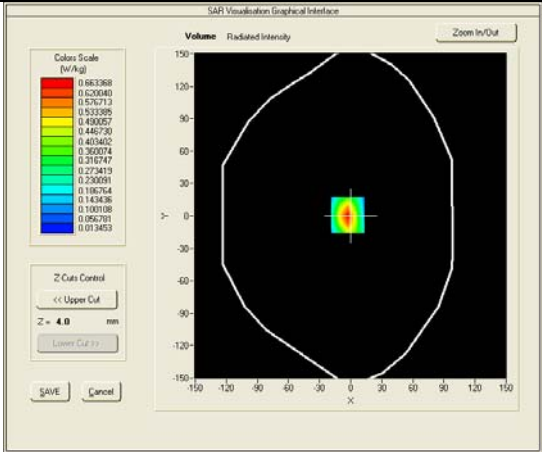 SAR Visualisation Graphical Interface
Volume Radiated Intensity
Zoom In/Out
Colors Scale
(W/kg)
0.663368
0.620040
0.576713
0.533385
0.490057
0.446730
0.403402
0.360074
0.316747
0.273419
0.230091
0.186764
0.143436
0.100108
0.056781
0.013453
150-
120-
90-
60-
30-
0-
-30-
-60-
-90-
-120-
-150-
Y
-150 -120 -90 -60 -30 0 30 60 90 120 150
X
Z-Cuts Control
<< Upper Cut
Z = 4.0 mm
Lower Cut >>
SAVE
Cancel